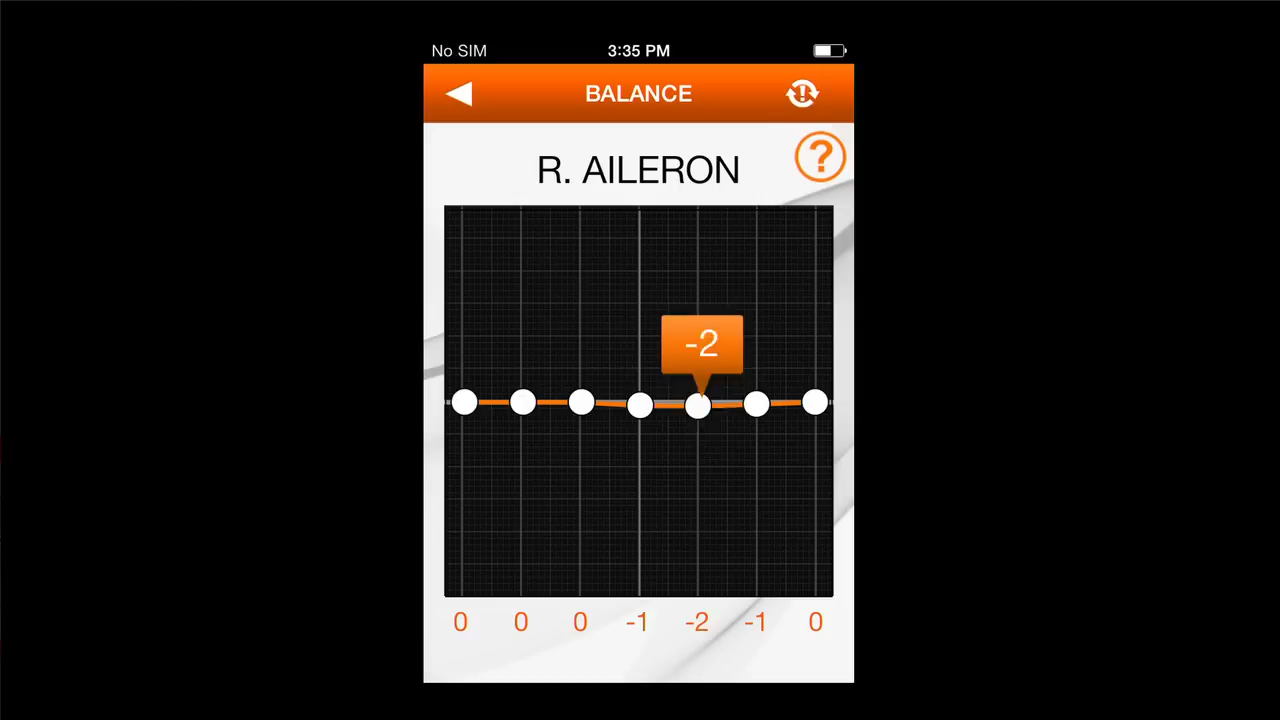 No SIM 3:35 PM
BALANCE
R. AILERON
?
-2
0 0 0 -1 -2 -1 0